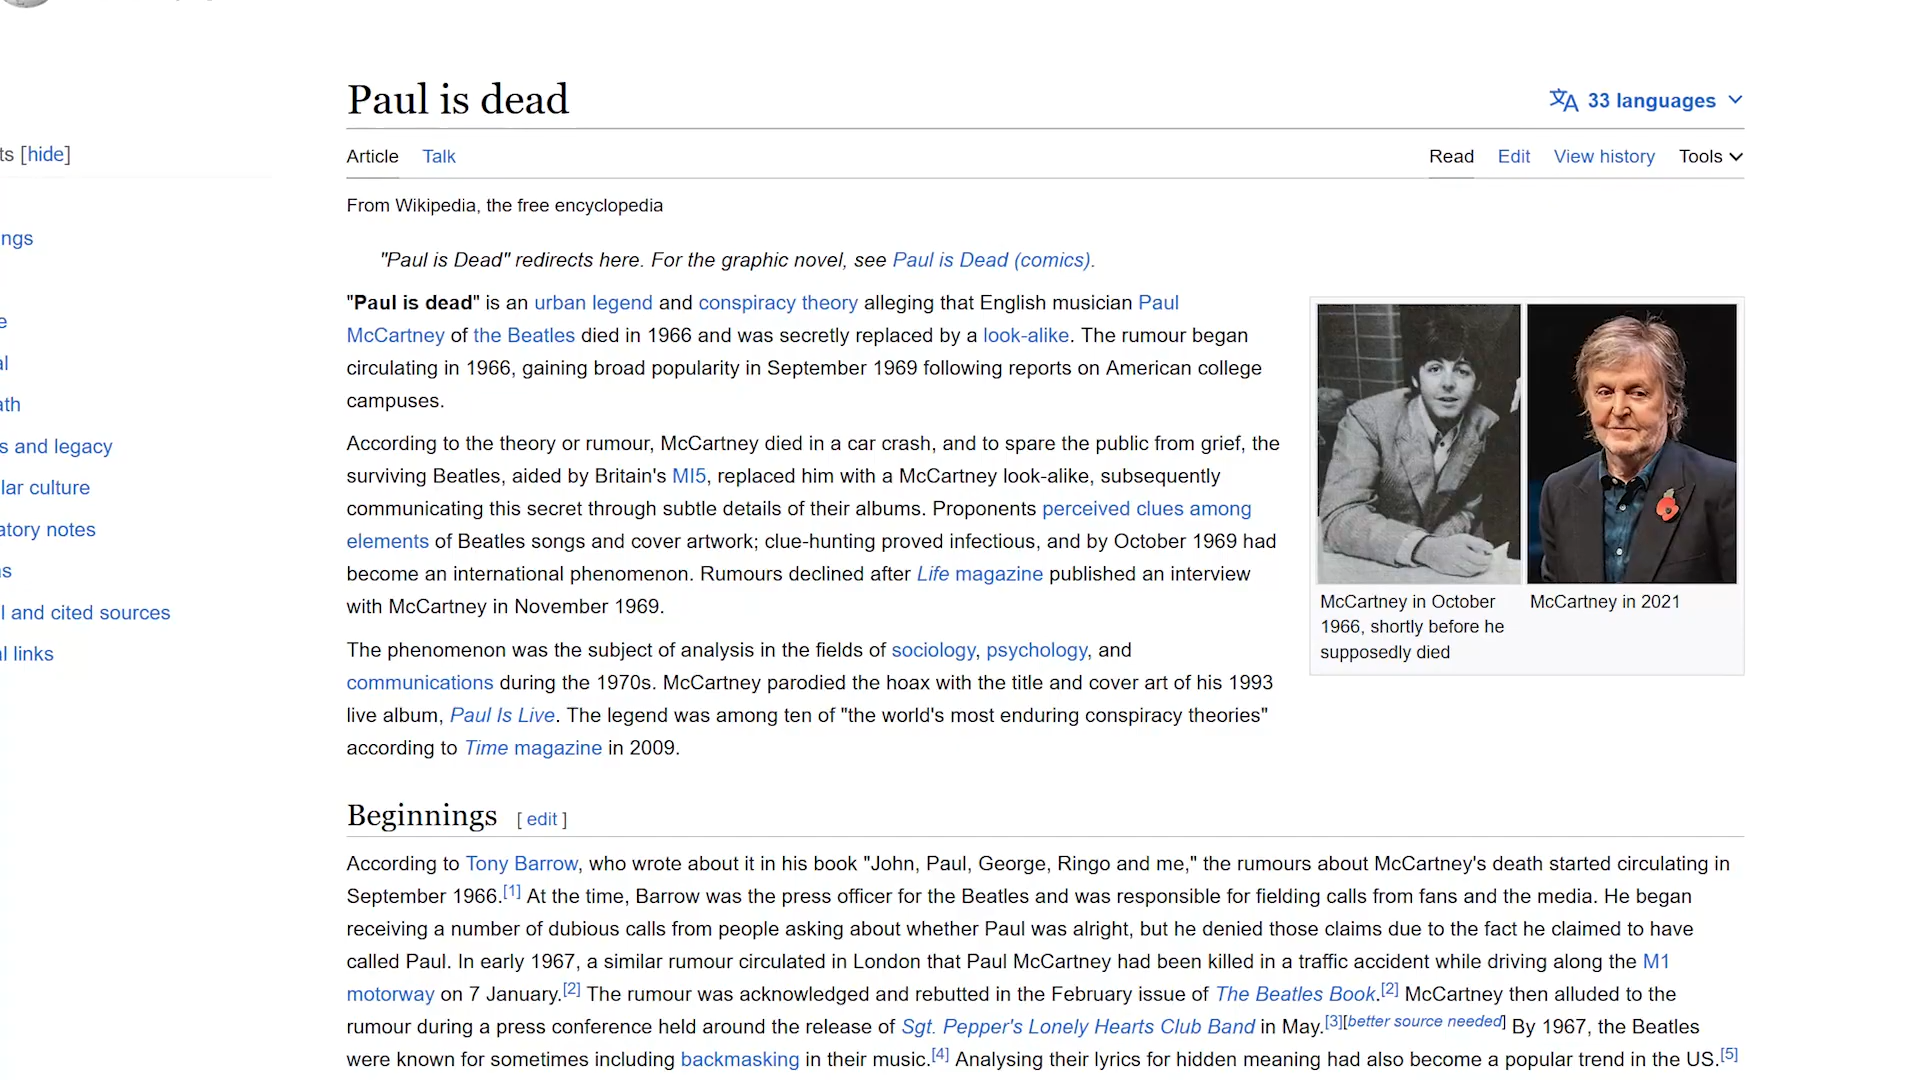 Paul is dead
33 languages
ts [hide]
Article Talk
Read Edit View history Tools
From Wikipedia, the free encyclopedia
ngs
"Paul is Dead" redirects here. For the graphic novel, see Paul is Dead (comics).
"Paul is dead" is an urban legend and conspiracy theory alleging that English musician Paul
McCartney of the Beatles died in 1966 and was secretly replaced by a look-alike. The rumour began
circulating in 1966, gaining broad popularity in September 1969 following reports on American college
campuses.
e
al
ath
s and legacy
lar culture
atory notes
ns
l and cited sources
al links
According to the theory or rumour, McCartney died in a car crash, and to spare the public from grief, the
surviving Beatles, aided by Britain's MI5, replaced him with a McCartney look-alike, subsequently
communicating this secret through subtle details of their albums. Proponents perceived clues among
elements of Beatles songs and cover artwork; clue-hunting proved infectious, and by October 1969 had
become an international phenomenon. Rumours declined after Life magazine published an interview
with McCartney in November 1969.
McCartney in October
1966, shortly before he
supposedly died
McCartney in 2021
The phenomenon was the subject of analysis in the fields of sociology, psychology, and
communications during the 1970s. McCartney parodied the hoax with the title and cover art of his 1993
live album, Paul Is Live. The legend was among ten of "the world's most enduring conspiracy theories"
according to Time magazine in 2009.
Beginnings [ edit ]
According to Tony Barrow, who wrote about it in his book "John, Paul, George, Ringo and me," the rumours about McCartney's death started circulating in
September 1966.[1] At the time, Barrow was the press officer for the Beatles and was responsible for fielding calls from fans and the media. He began
receiving a number of dubious calls from people asking about whether Paul was alright, but he denied those claims due to the fact he claimed to have
called Paul. In early 1967, a similar rumour circulated in London that Paul McCartney had been killed in a traffic accident while driving along the M1
motorway on 7 January.[2] The rumour was acknowledged and rebutted in the February issue of The Beatles Book.[2] McCartney then alluded to the
rumour during a press conference held around the release of Sgt. Pepper's Lonely Hearts Club Band in May.[3][better source needed] By 1967, the Beatles
were known for sometimes including backmasking in their music.[4] Analysing their lyrics for hidden meaning had also become a popular trend in the US.[5]